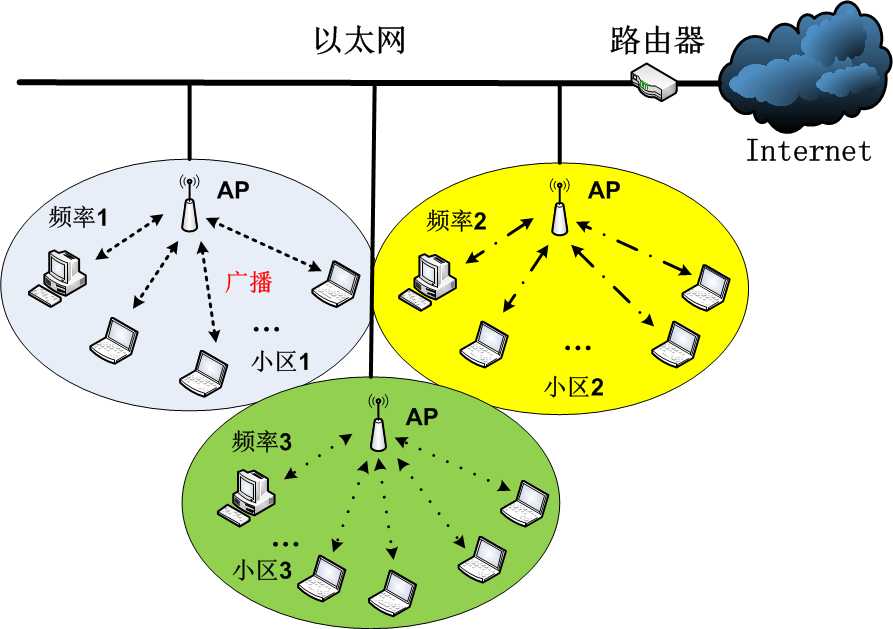 以太网
路由器
Internet
AP
频率1
广播
...
小区1
AP
频率2
...
小区2
AP
频率3
...
小区3